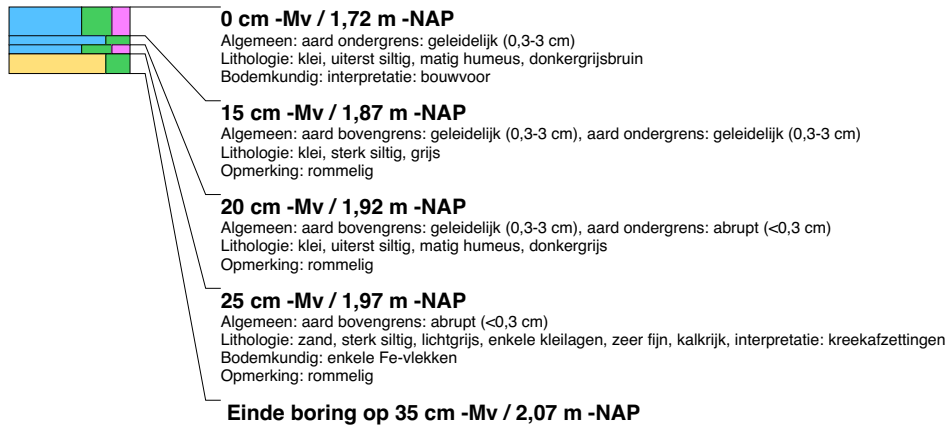 0 cm -Mv / 1,72 m -NAP
Algemeen: aard ondergrens: geleidelijk (0,3-3 cm)
Lithologie: klei, uiterst siltig, matig humeus, donkergrijsbruin
Bodemkundig: interpretatie: bouwvoor
15 cm -Mv / 1,87 m -NAP
Algemeen: aard bovengrens: geleidelijk (0,3-3 cm), aard ondergrens: geleidelijk (0,3-3 cm)
Lithologie: klei, sterk siltig, grijs
Opmerking: rommelig
20 cm -Mv / 1,92 m -NAP
Algemeen: aard bovengrens: geleidelijk (0,3-3 cm), aard ondergrens: abrupt (<0,3 cm)
Lithologie: klei, uiterst siltig, matig humeus, donkergrijs
Opmerking: rommelig
25 cm -Mv / 1,97 m -NAP
Algemeen: aard bovengrens: abrupt (<0,3 cm)
Lithologie: zand, sterk siltig, lichtgrijs, enkele kleilagen, zeer fijn, kalkrijk, interpretatie: kreekafzettingen
Bodemkundig: enkele Fe-vlekken
Opmerking: rommelig
Einde boring op 35 cm -Mv / 2,07 m -NAP